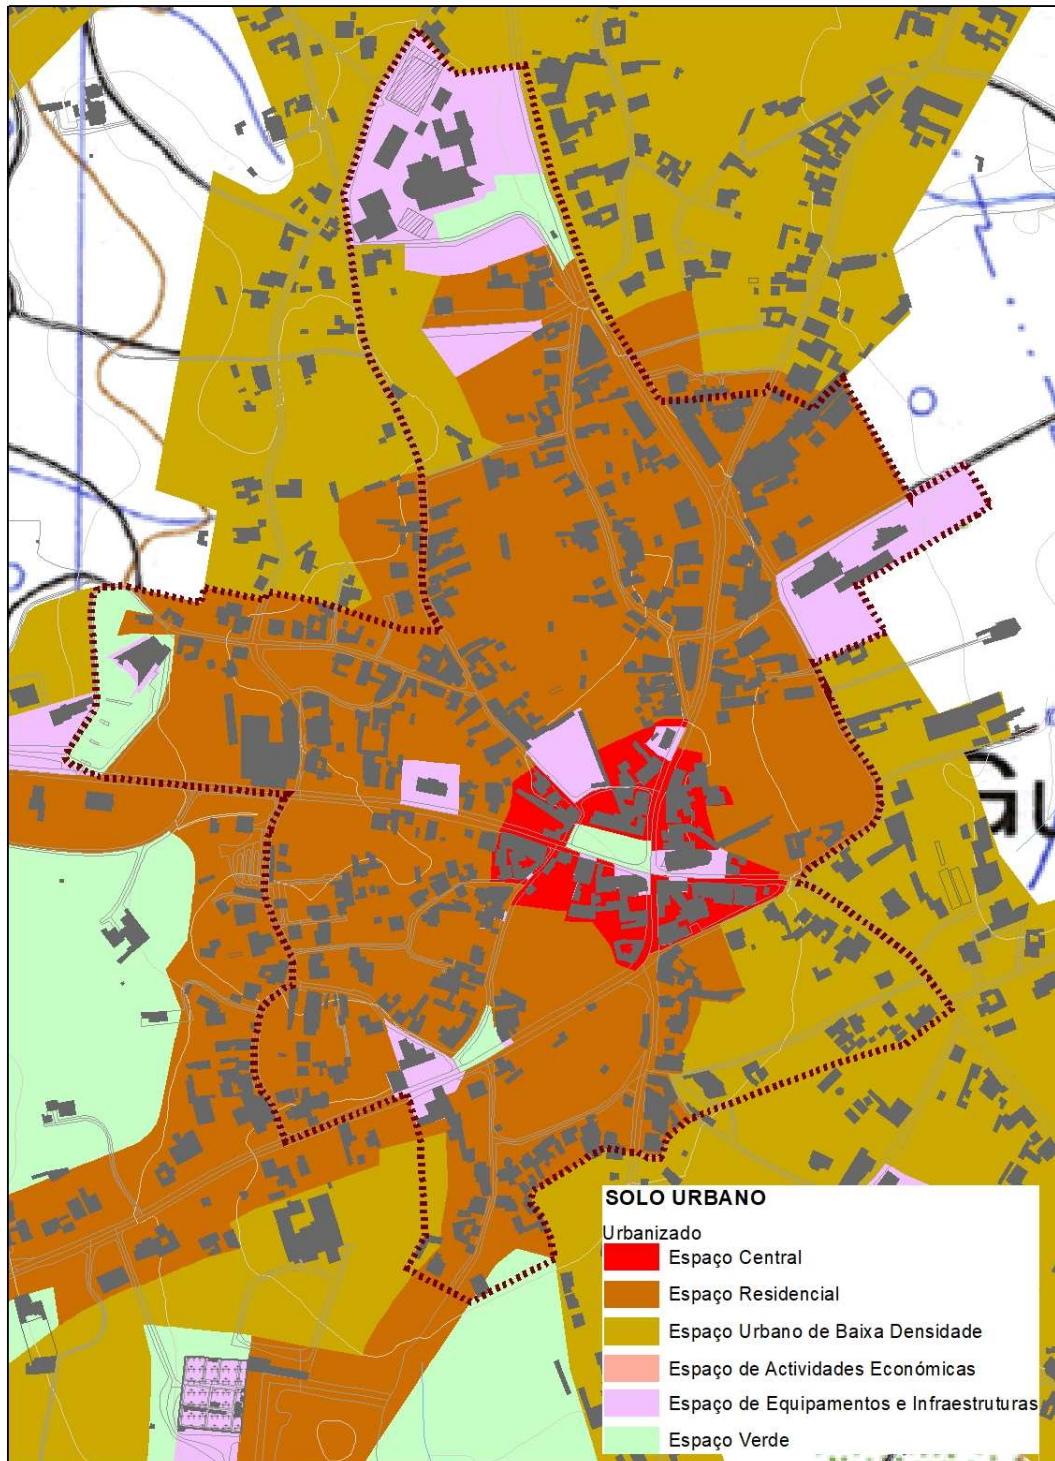 Gu
SOLO URBANO
Urbanizado
Espaço Central
Espaço Residencial
Espaço Urbano de Baixa Densidade
Espaço de Actividades Económicas
Espaço de Equipamentos e Infraestruturas
Espaço Verde